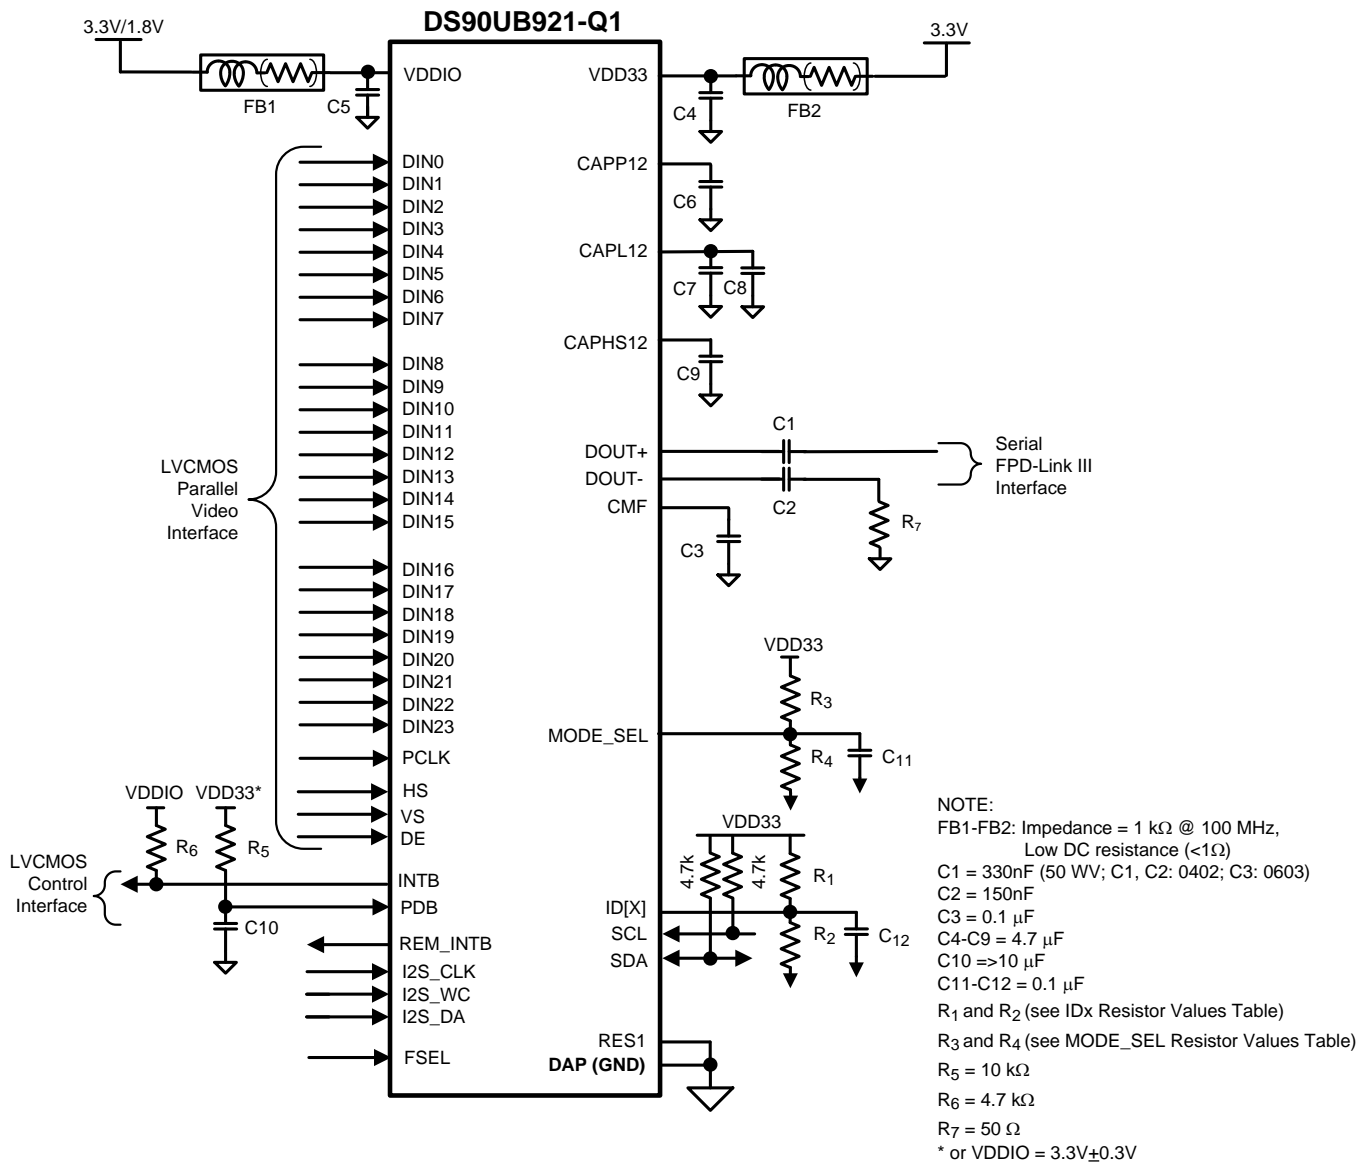 DS90UB921-Q1
3.3V/1.8V
3.3V
VDDIO
VDD33
FB1
C5
C4
FB2
DIN0
DIN1
DIN2
DIN3
DIN4
DIN5
DIN6
DIN7
DIN8
DIN9
DIN10
DIN11
DIN12
DIN13
DIN14
DIN15
DIN16
DIN17
DIN18
DIN19
DIN20
DIN21
DIN22
DIN23
PCLK
HS
VS
DE
LVCMOS
Parallel
Video
Interface
VDDIO
VDD33*
R6
R5
LVCMOS
Control
Interface
INTB
PDB
C10
REM_INTB
I2S_CLK
I2S_WC
I2S_DA
FSEL
CAPP12
C6
CAPL12
C7
C8
CAPHS12
C9
C1
DOUT+
DOUT-
C2
CMF
C3
R7
Serial
FPD-Link III
Interface
VDD33
R3
MODE_SEL
R4
C11
VDD33
4.7k
4.7k
R1
ID[X]
SCL
SDA
R2
C12
RES1
DAP (GND)
NOTE:
FB1-FB2: Impedance = 1 kΩ @ 100 MHz,
Low DC resistance (<1Ω)
C1 = 330nF (50 WV; C1, C2: 0402; C3: 0603)
C2 = 150nF
C3 = 0.1 μF
C4-C9 = 4.7 μF
C10 =>10 μF
C11-C12 = 0.1 μF
R1 and R2 (see IDx Resistor Values Table)
R3 and R4 (see MODE_SEL Resistor Values Table)
R5 = 10 kΩ
R6 = 4.7 kΩ
R7 = 50 Ω
* or VDDIO = 3.3V±0.3V